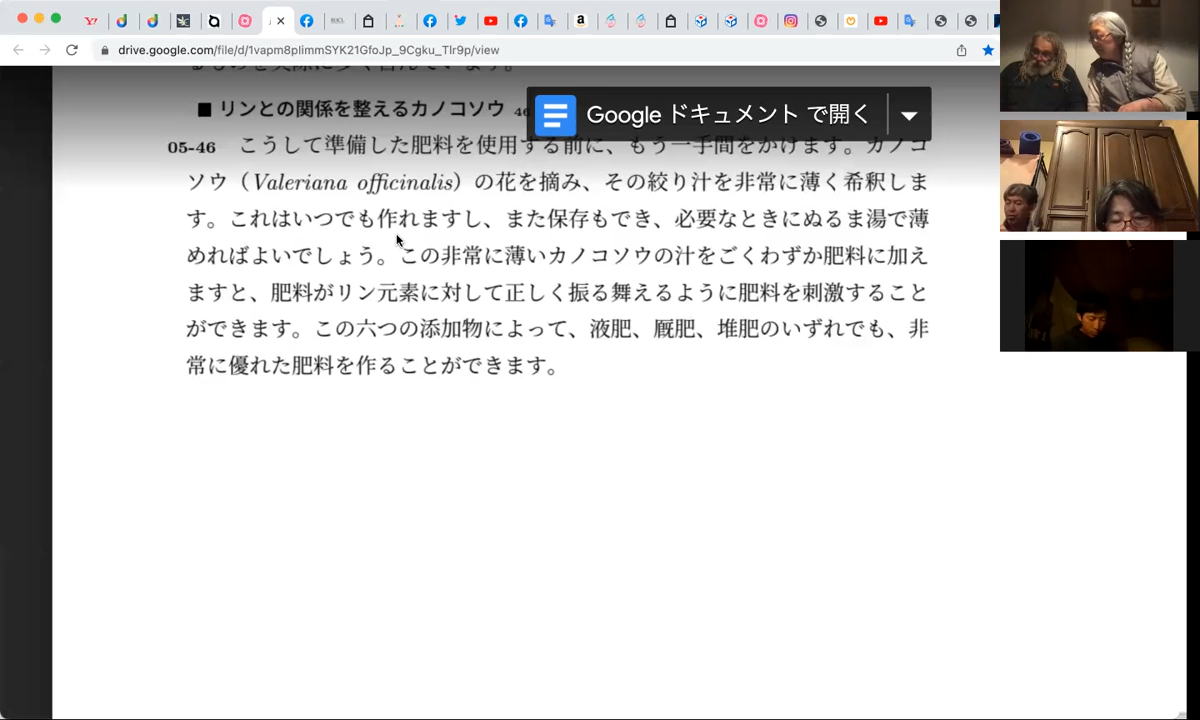 drive.google.com/file/d/1vapm8plimmSYK21GfoJp_9Cgku_Tlr9p/view
■ リンとの関係を整えるカノコソウ 46
Google ドキュメント で開く
05-46 こうして準備した肥料を使用する前に、もう一手間をかけます。カノコ
ソウ（Valeriana officinalis）の花を摘み、その絞り汁を非常に薄く希釈しま
す。これはいつでも作れますし、また保存もでき、必要なときにぬるま湯で薄
めればよいでしょう。この非常に薄いカノコソウの汁をごくわずか肥料に加え
ますと、肥料がリン元素に対して正しく振る舞えるように肥料を刺激すること
ができます。この六つの添加物によって、液肥、厩肥、堆肥のいずれでも、非
常に優れた肥料を作ることができます。